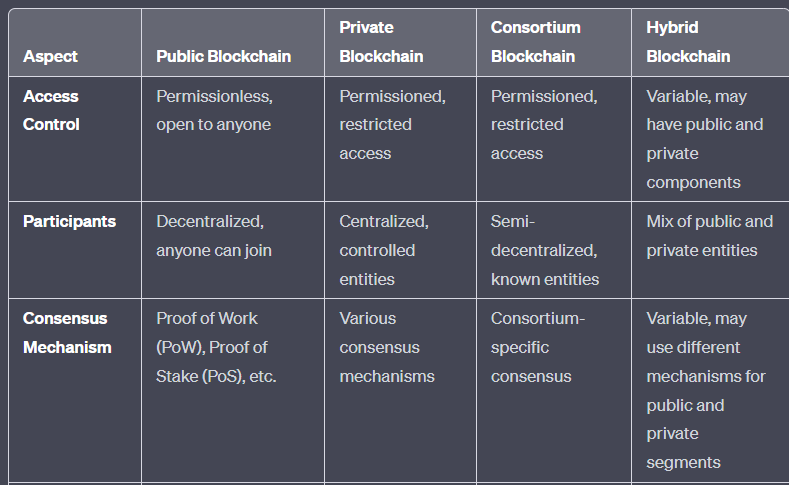 Aspect
Public Blockchain
Private
Blockchain
Consortium
Blockchain
Hybrid
Blockchain
Access
Control
Permissionless,
open to anyone
Permissioned,
restricted
access
Permissioned,
restricted
access
Variable, may
have public and
private
components
Participants
Decentralized,
anyone can join
Centralized,
controlled
entities
Semi-
decentralized,
known entities
Mix of public and
private entities
Consensus
Mechanism
Proof of Work
(PoW), Proof of
Stake (PoS), etc.
Various
consensus
mechanisms
Consortium-
specific
consensus
Variable, may
use different
mechanisms for
public and
private
segments